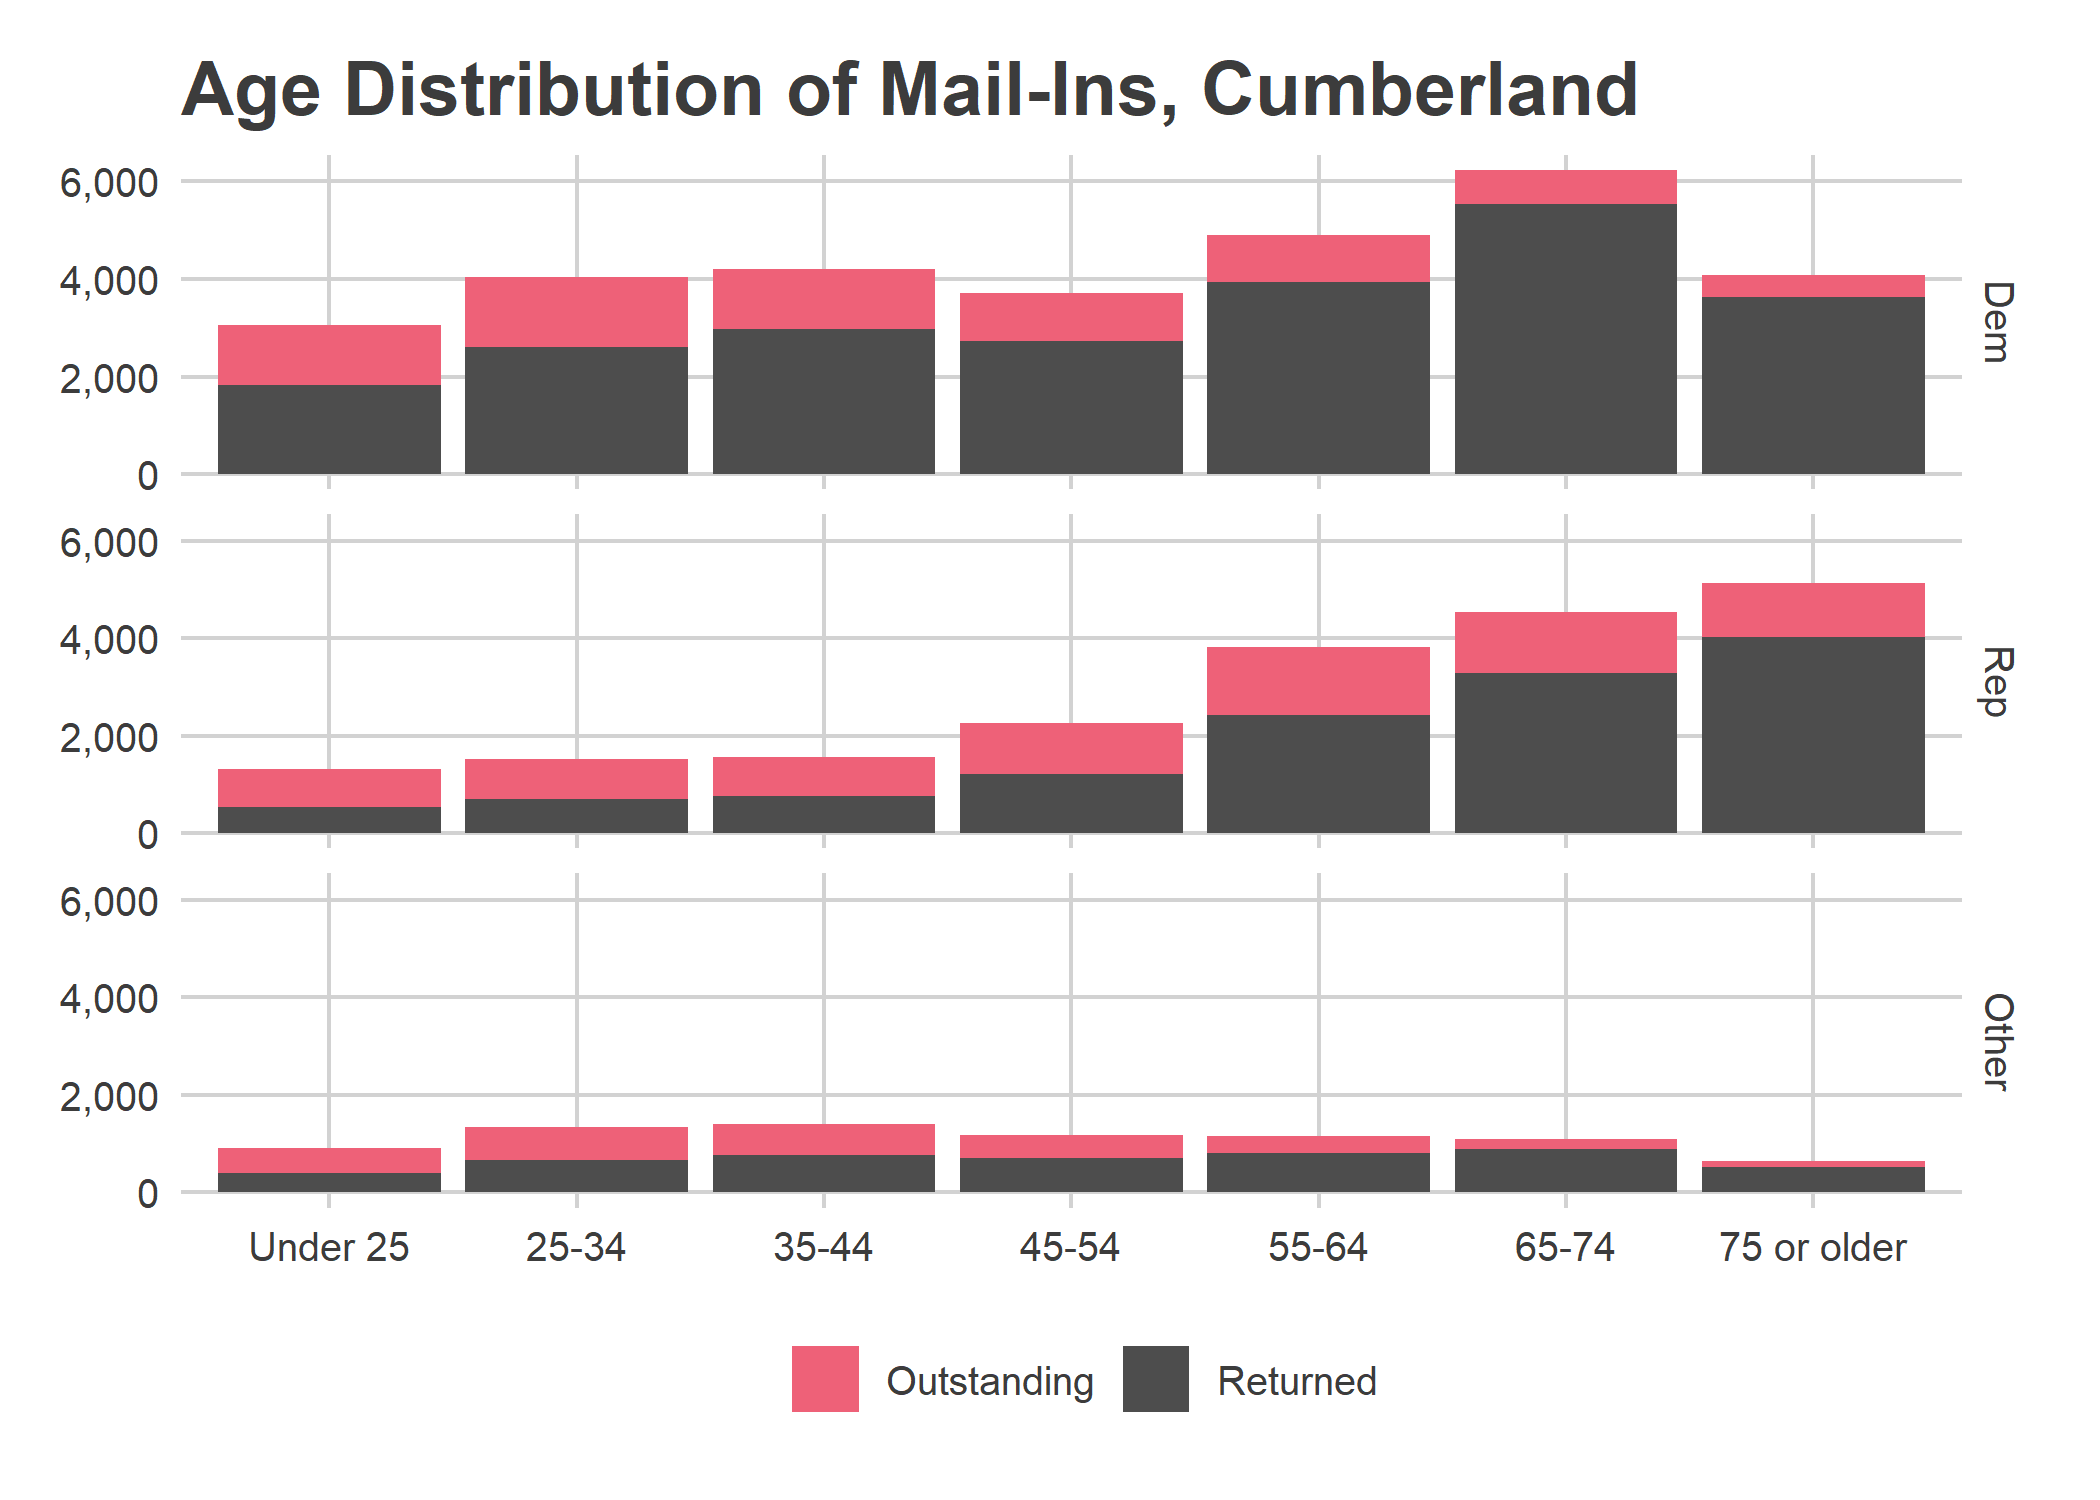 Age Distribution of Mail-Ins, Cumberland
6,000
4,000
2,000
0
Dem
6,000
4,000
2,000
0
Rep
6,000
4,000
2,000
0
Other
Under 25 25-34 35-44 45-54 55-64 65-74 75 or older
Outstanding Returned